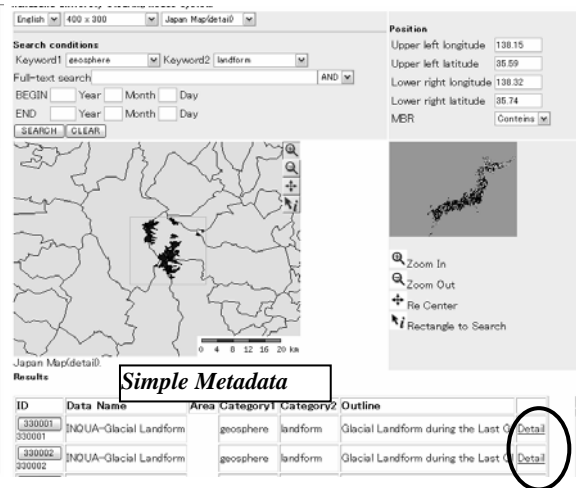 English 400 x 300 Japan Map(detail)
Search conditions
Keyword1 geosphere Keyword2 landform
Full-text search AND
BEGIN Year Month Day
END Year Month Day
SEARCH CLEAR
Position
Upper left longitude 138.15
Upper left latitude 35.59
Lower right longitude 138.32
Lower right latitude 35.74
MBR Conteins
0 4 8 12 16 20 km
Zoom In
Zoom Out
Re Center
Rectangle to Search
Japan Map(detail).
Results
Simple Metadata
ID Data Name Area Category1 Category2 Outline
330001 INQUA-Glacial Landform geosphere landform Glacial Landform during the Last G Detail
330001
330002 INQUA-Glacial Landform geosphere landform Glacial Landform during the Last G Detail
330002